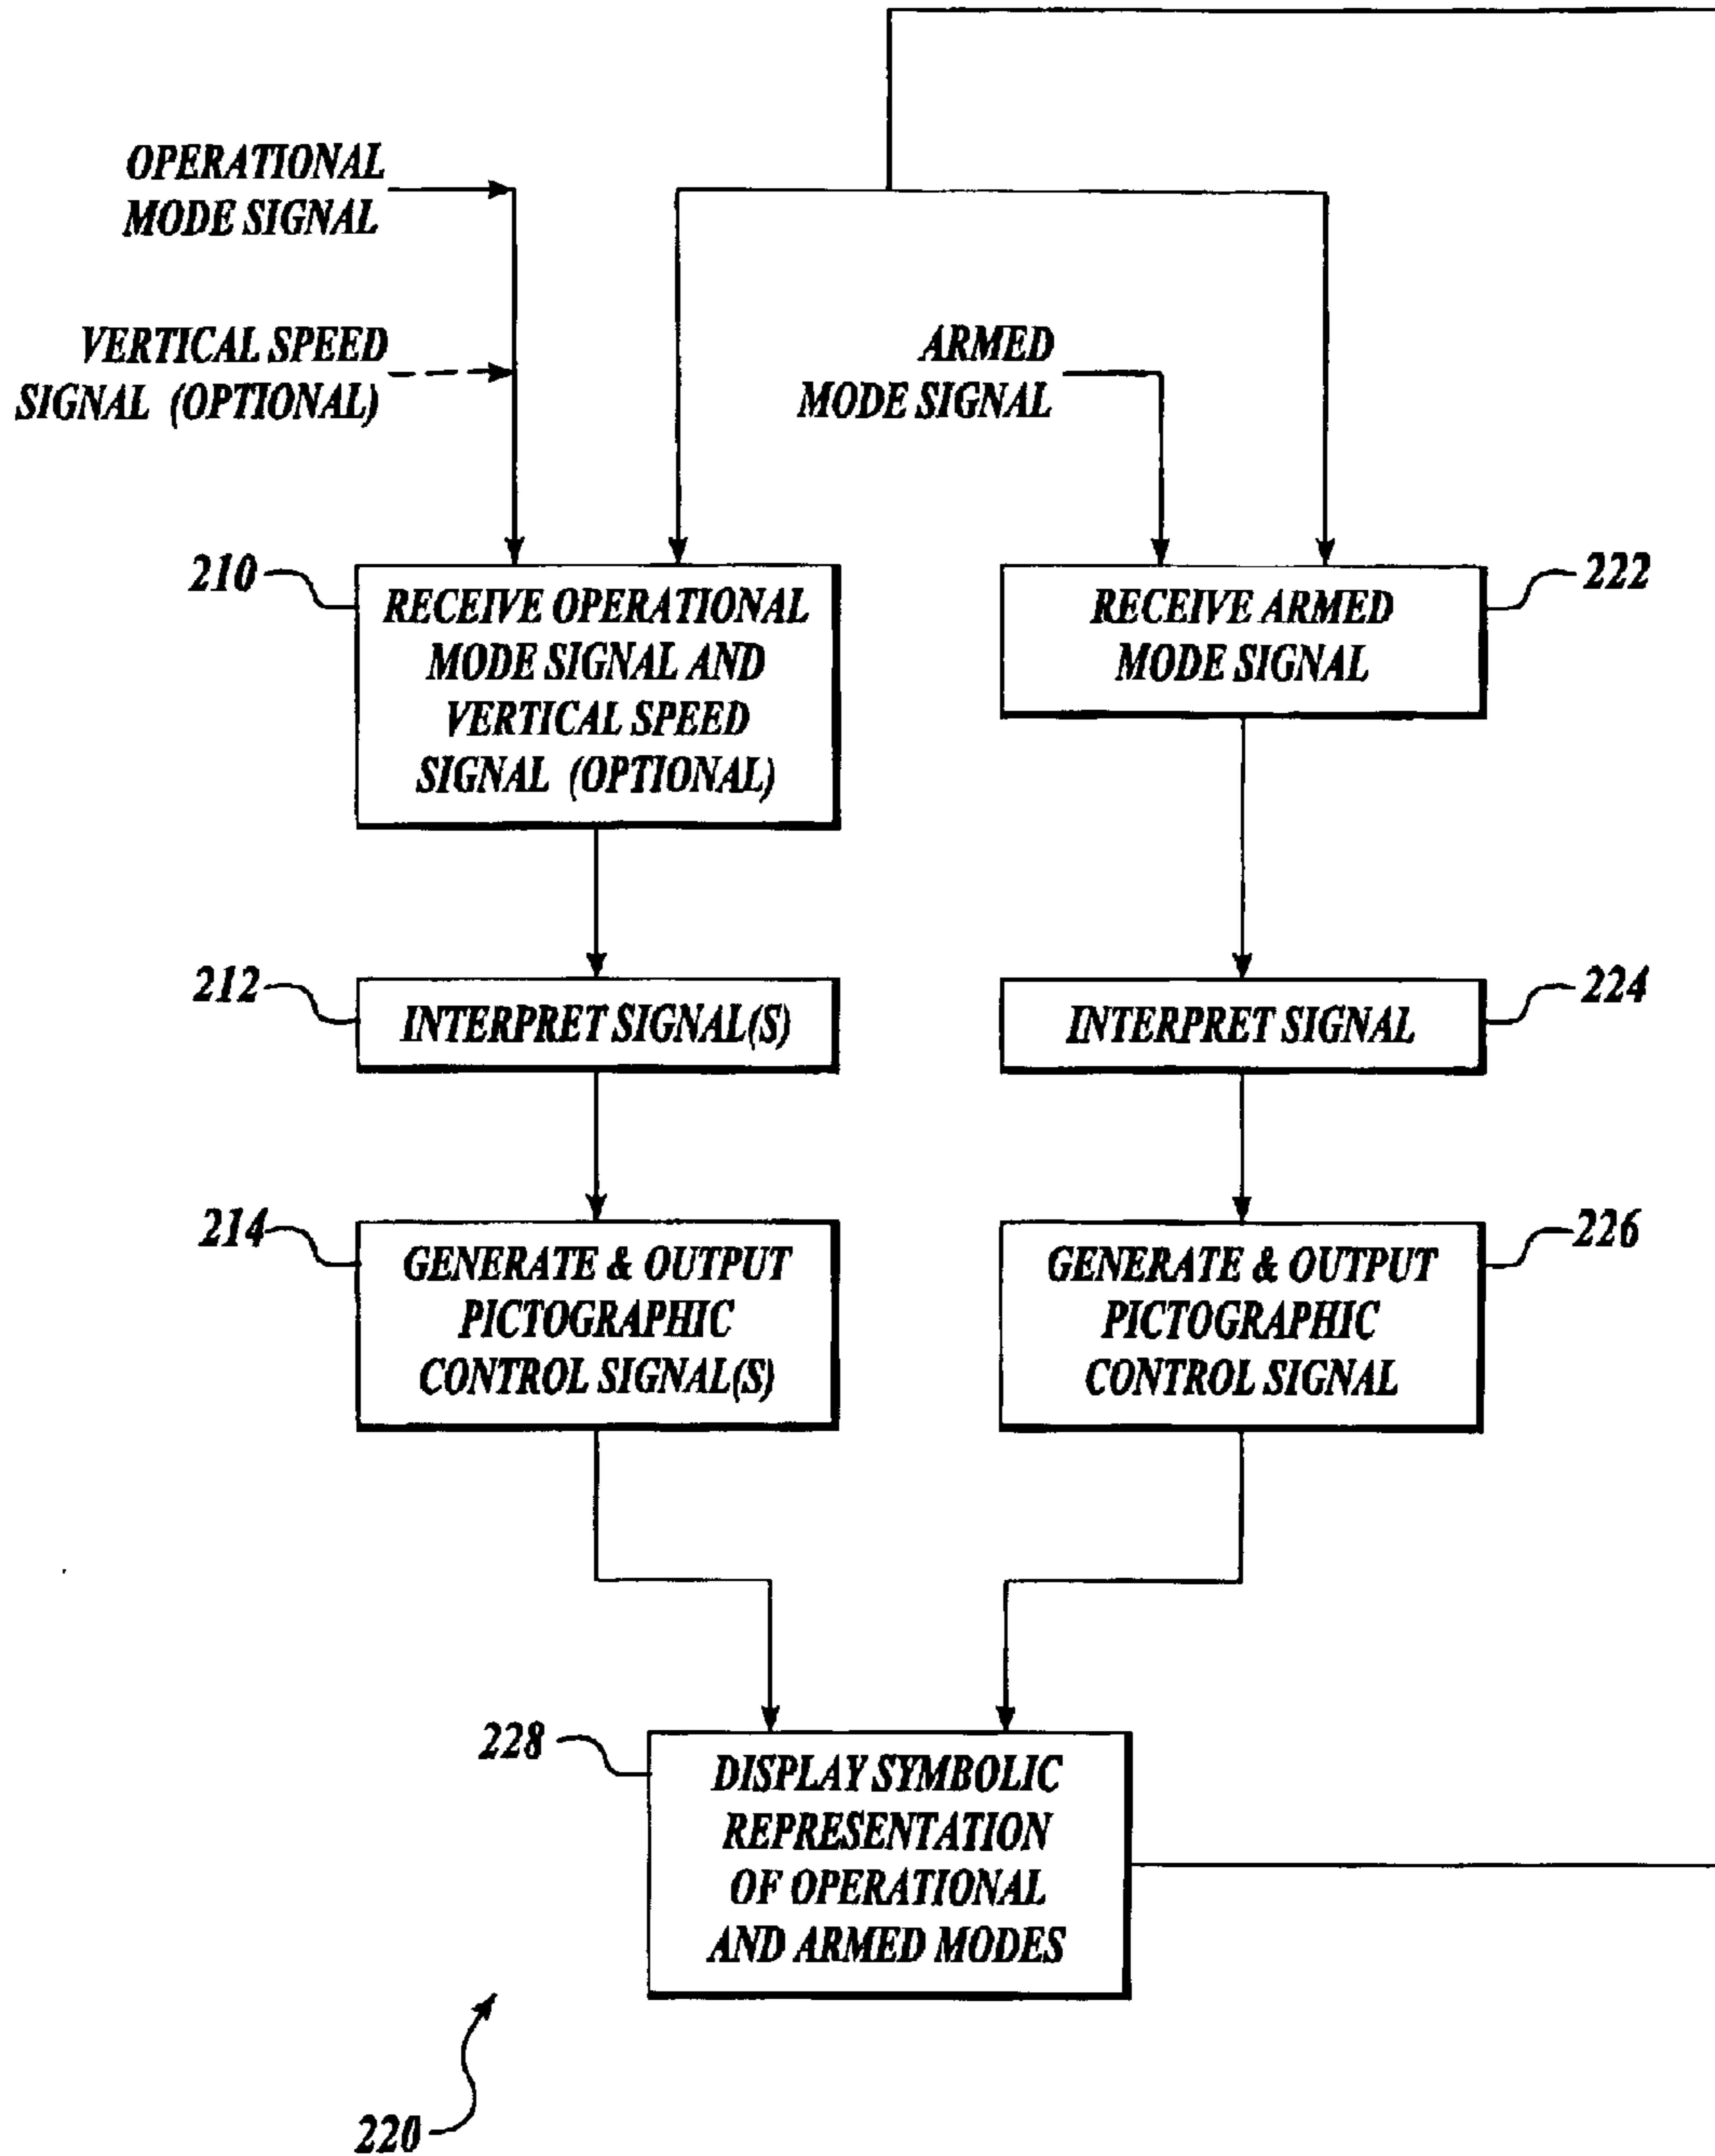 OPERATIONAL
MODE SIGNAL
VERTICAL SPEED
SIGNAL (OPTIONAL)
ARMED
MODE SIGNAL
210
RECEIVE OPERATIONAL
MODE SIGNAL AND
VERTICAL SPEED
SIGNAL (OPTIONAL)
RECEIVE ARMED
MODE SIGNAL
222
212
INTERPRET SIGNAL(S)
INTERPRET SIGNAL
224
214
GENERATE & OUTPUT
PICTOGRAPHIC
CONTROL SIGNAL(S)
GENERATE & OUTPUT
PICTOGRAPHIC
CONTROL SIGNAL
226
228
DISPLAY SYMBOLIC
REPRESENTATION
OF OPERATIONAL
AND ARMED MODES
220